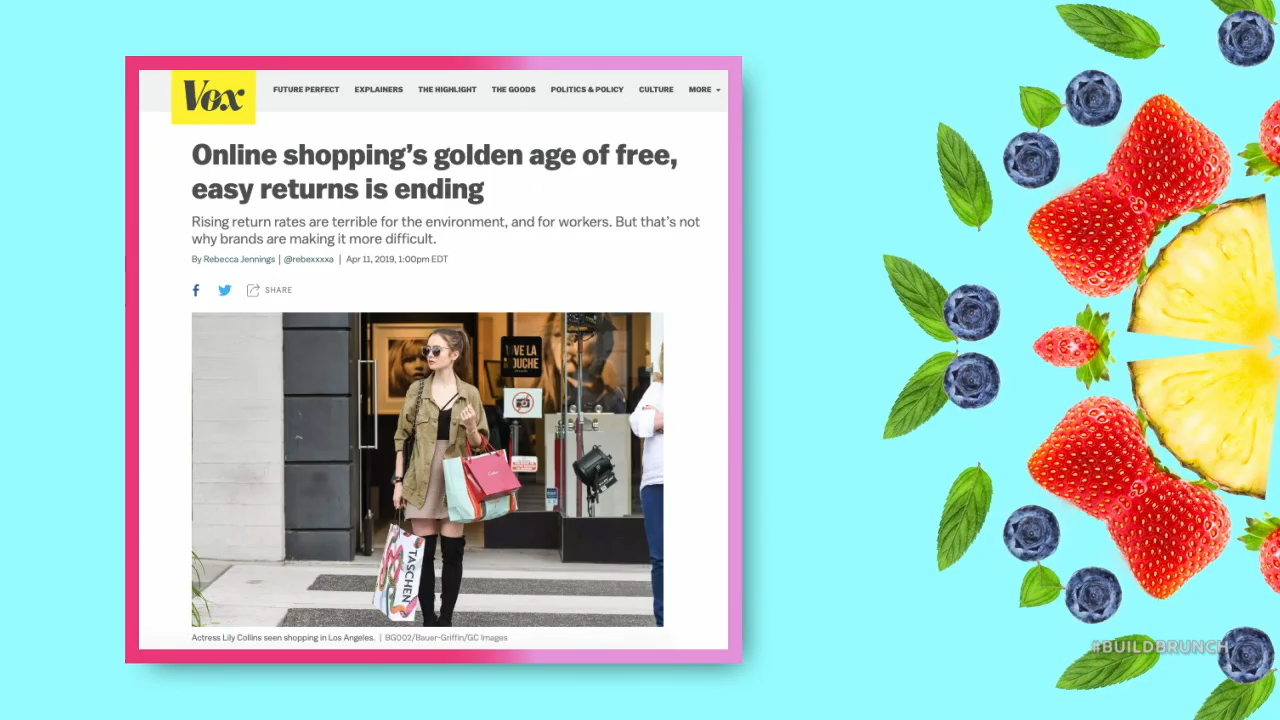 Vox
FUTURE PERFECT EXPLAINERS THE HIGHLIGHT THE GOODS POLITICS & POLICY CULTURE MORE
Online shopping's golden age of free,
easy returns is ending
Rising return rates are terrible for the environment, and for workers. But that's not
why brands are making it more difficult.
By Rebecca Jennings | @rebexxxxa | Apr 11, 2019, 1:00pm EDT
SHARE
VIVE LA
DOUCHE
TASCHEN
Actress Lily Collins seen shopping in Los Angeles. | BG002/Bauer-Griffin/GC Images
#BUILDBRUNCH